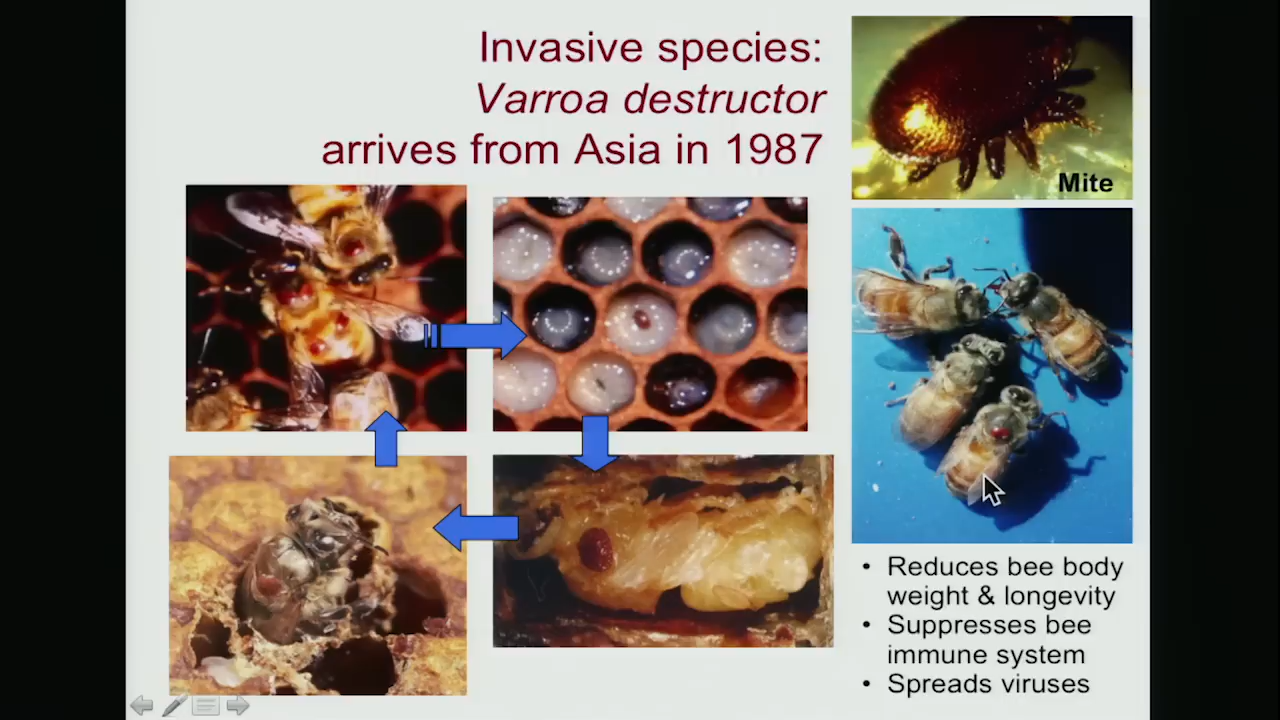 Invasive species:
Varroa destructor
arrives from Asia in 1987
Mite
• Reduces bee body
weight & longevity
• Suppresses bee
immune system
• Spreads viruses